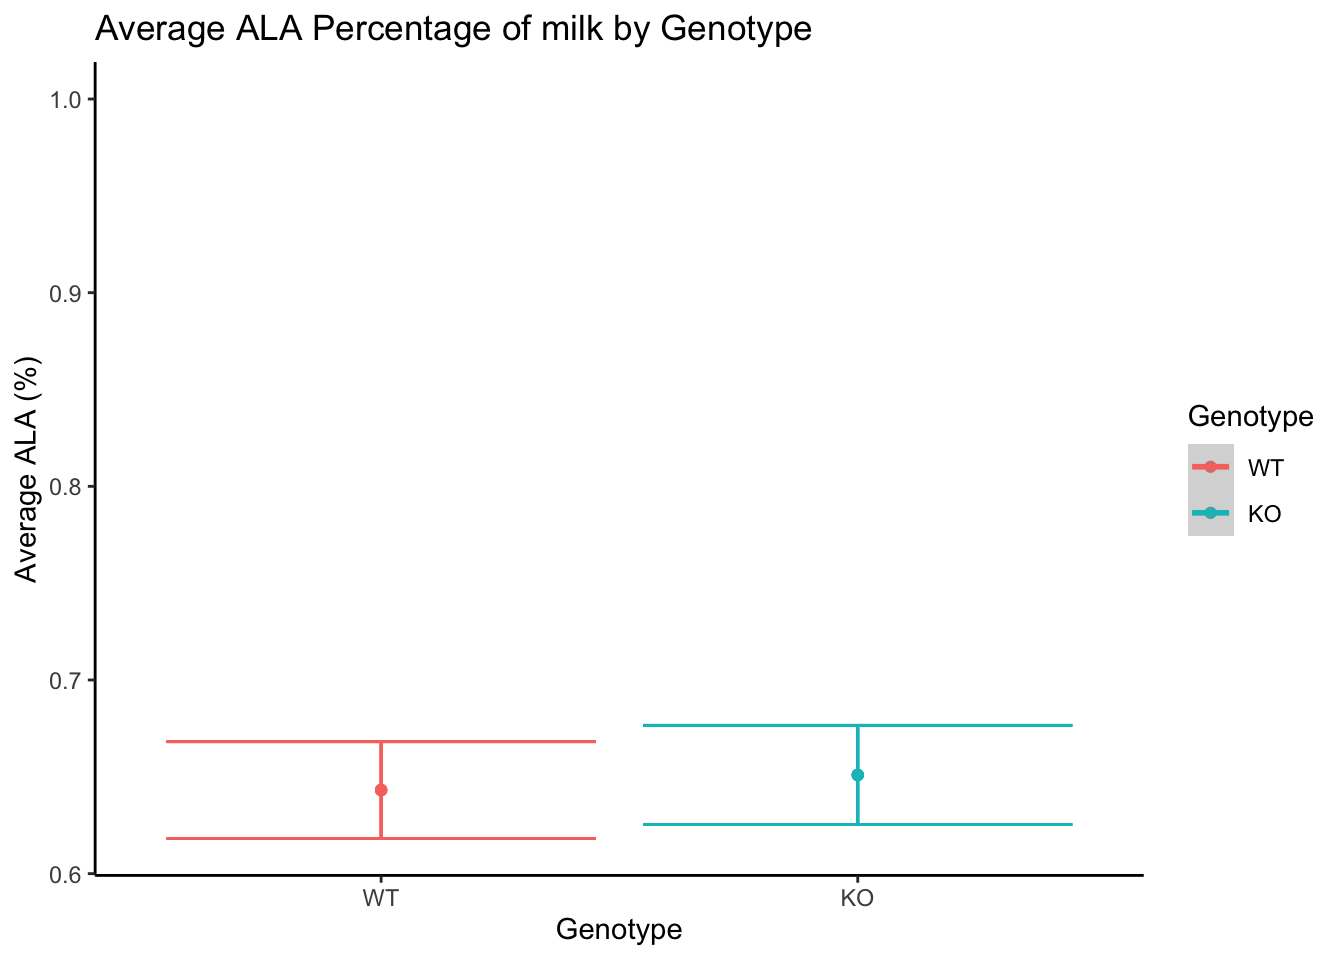 Average ALA Percentage of milk by Genotype
1.0
0.9
0.8
0.7
0.6
Average ALA (%)
WT
KO
Genotype
Genotype
WT
KO